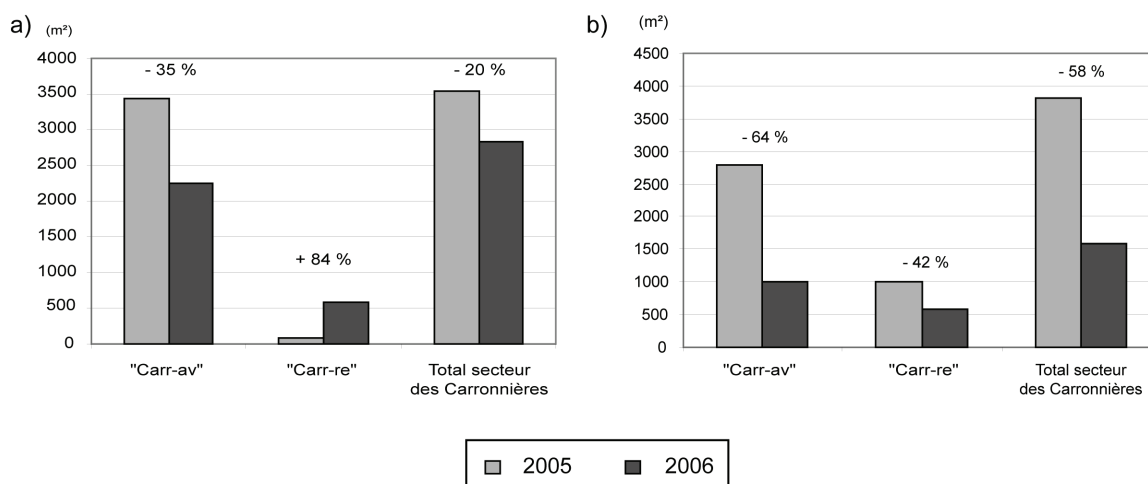 a)
(m²)
4000
3500
3000
2500
2000
1500
1000
500
0
- 35 %
+ 84 %
- 20 %
"Carr-av"
"Carr-re"
Total secteur
des Carronnières
b)
(m²)
4500
4000
3500
3000
2500
2000
1500
1000
500
0
- 64 %
- 42 %
- 58 %
"Carr-av"
"Carr-re"
Total secteur
des Carronnières
2005
2006